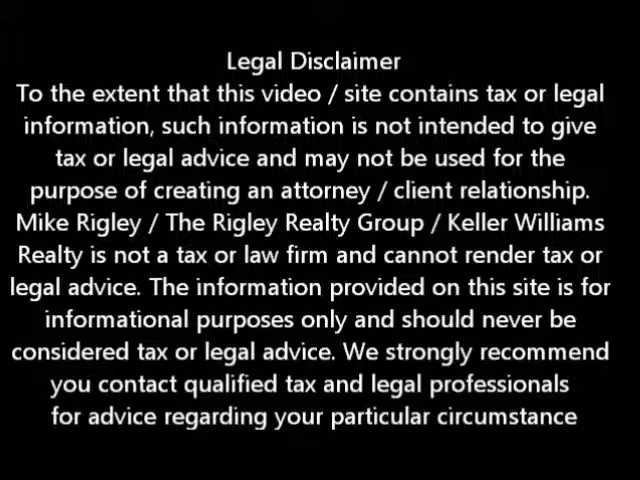 Legal Disclaimer
To the extent that this video / site contains tax or legal
information, such information is not intended to give
tax or legal advice and may not be used for the
purpose of creating an attorney / client relationship.
Mike Rigley / The Rigley Realty Group / Keller Williams
Realty is not a tax or law firm and cannot render tax or
legal advice. The information provided on this site is for
informational purposes only and should never be
considered tax or legal advice. We strongly recommend
you contact qualified tax and legal professionals
for advice regarding your particular circumstance